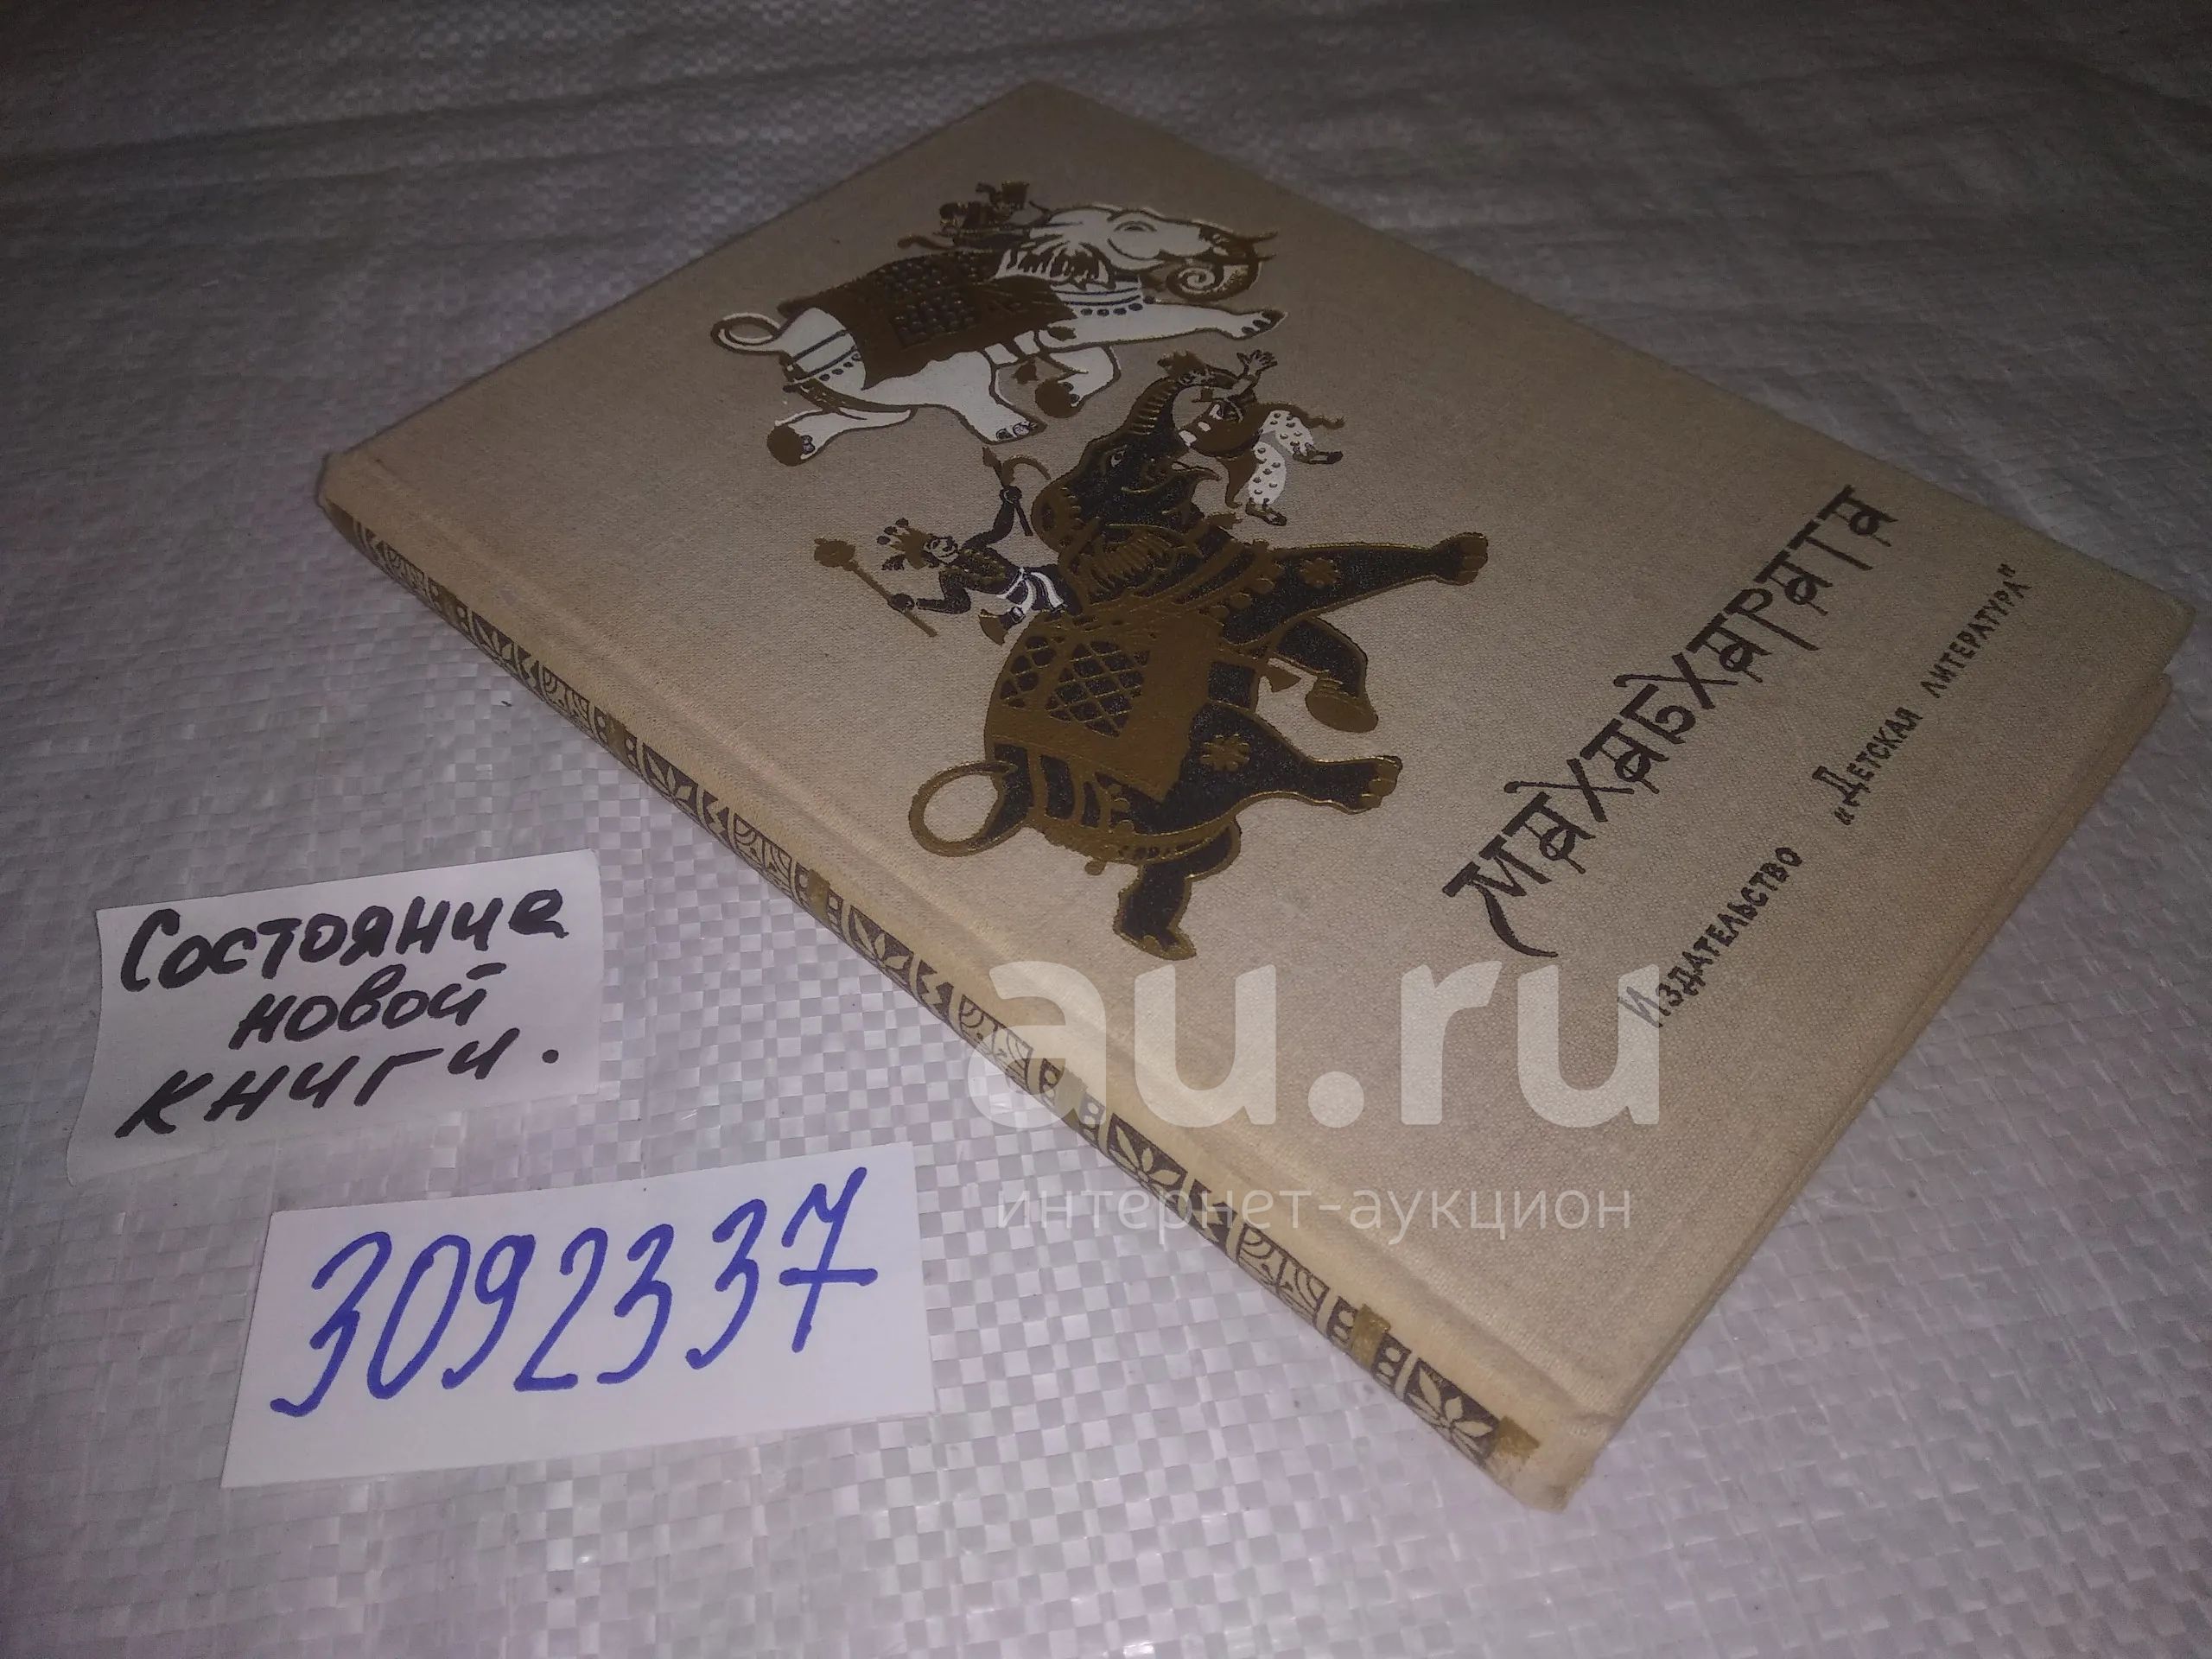 Махабхарата
Издательство „Детская литература"
Состояние
новой
книги.
3092337
au.ru
интернет-аукцион